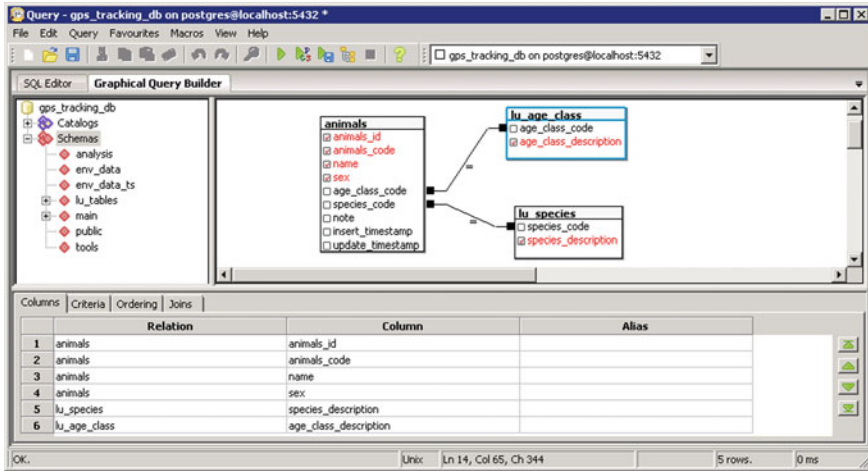 Query - gps_tracking_db on postgres@localhost:5432 *
File Edit Query Favourites Macros View Help
gps_tracking_db on postgres@localhost:5432
SQL Editor Graphical Query Builder
gps_tracking_db
Catalogs
Schemas
analysis
env_data
env_data_ts
lu_tables
main
public
tools
animals
animals_id
animals_code
name
sex
age_class_code
species_code
note
insert_timestamp
update_timestamp
=
=
lu_age_class
age_class_code
age_class_description
lu_species
species_code
species_description
Columns Criteria Ordering Joins
Relation Column Alias
1 animals animals_id
2 animals animals_code
3 animals name
4 animals sex
5 lu_species species_description
6 lu_age_class age_class_description
OK. Unix Ln 14, Col 65, Ch 344 5 rows. 0 ms